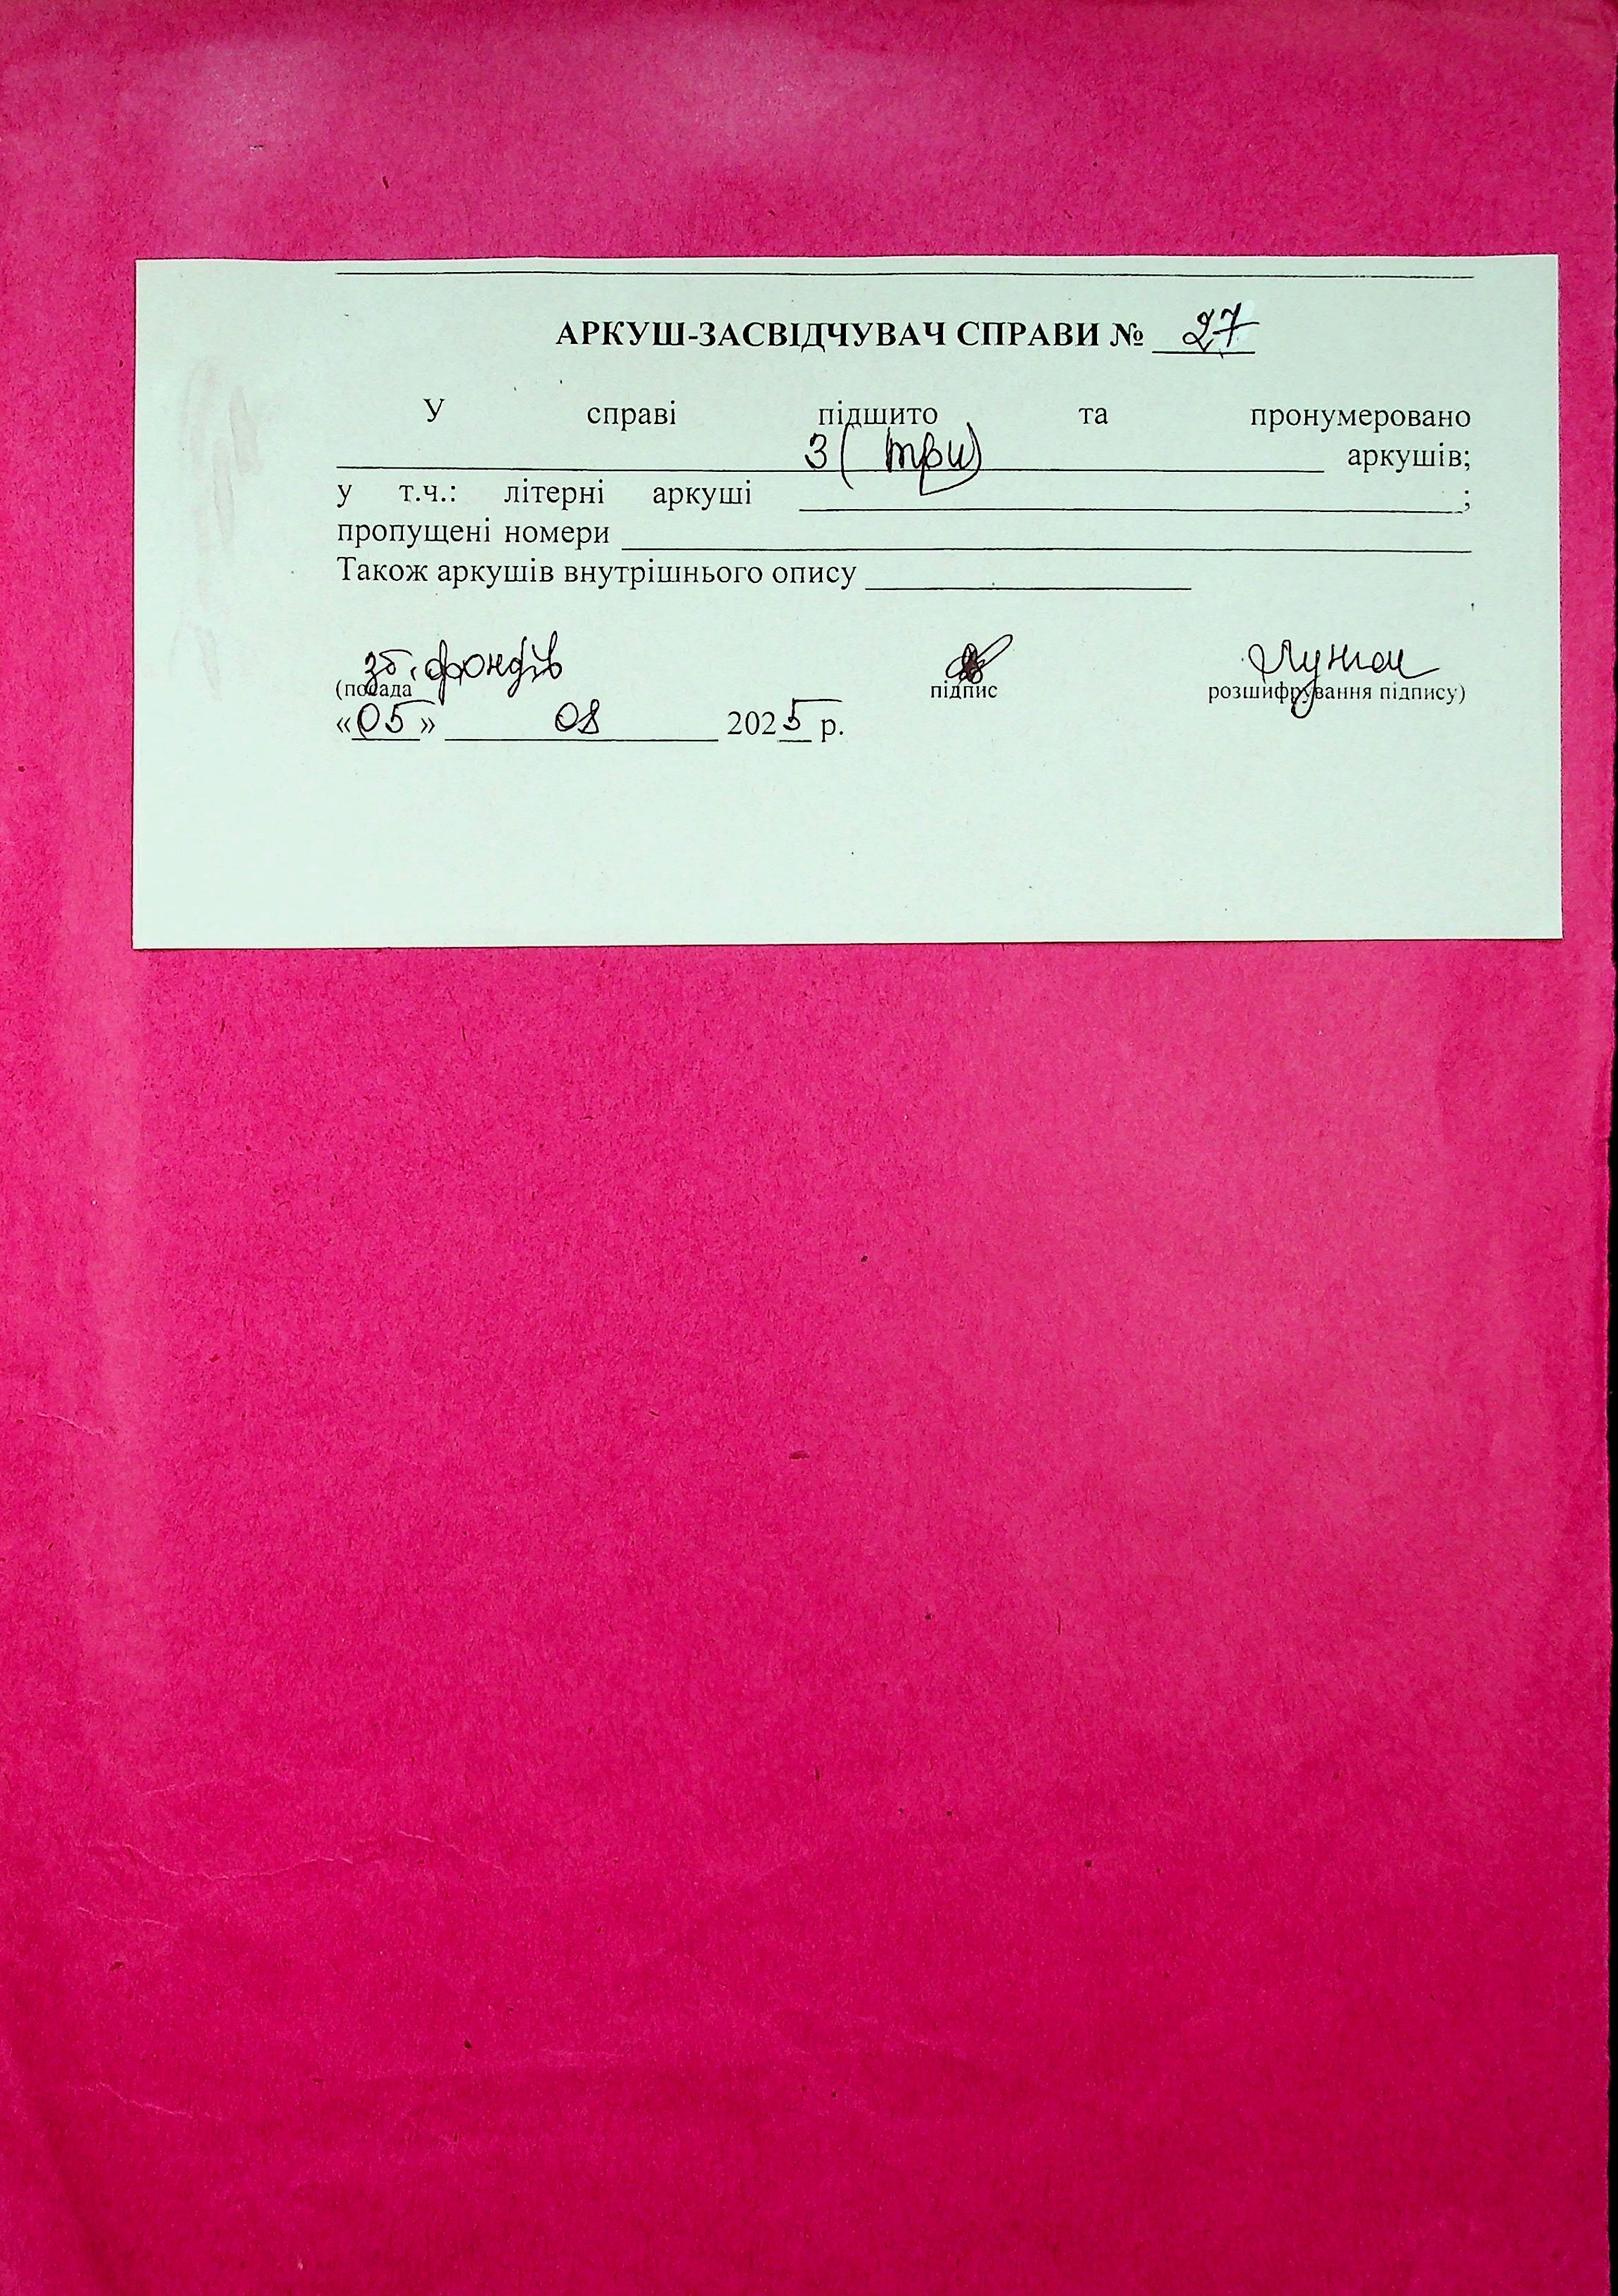 АРКУШ-ЗАСВІДЧУВАЧ СПРАВИ № 27
У справі підшито та пронумеровано
3 (три) аркушів;
у т.ч.: літерні аркуші ;
пропущені номери
Також аркушів внутрішнього опису
зб. фондів
(посада підпис розшифрування підпису)
«05» 08 2025 р.